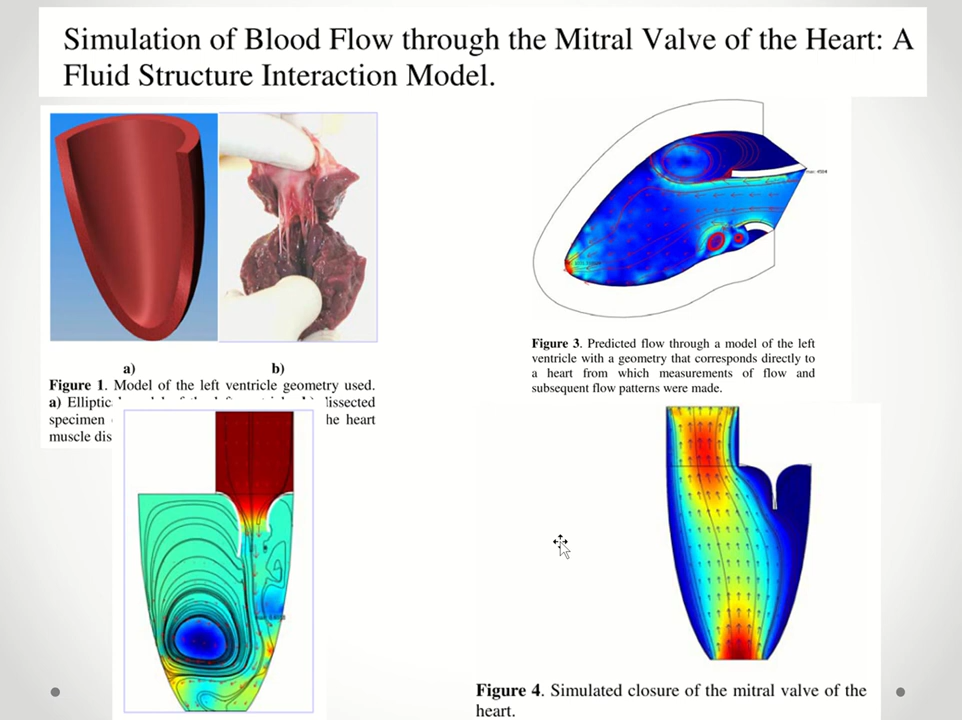 Simulation of Blood Flow through the Mitral Valve of the Heart: A
Fluid Structure Interaction Model.
a) b)
Figure 1. Model of the left ventricle geometry used.
a) Elliptic
specimen he heart
muscle dis
Figure 3. Predicted flow through a model of the left
ventricle with a geometry that corresponds directly to
a heart from which measurements of flow and
subsequent flow patterns were made.
Figure 4. Simulated closure of the mitral valve of the
heart.